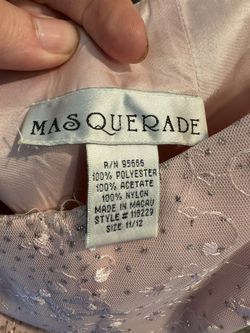 MASQUERADE
R/N 95666
100% POLYESTER
100% ACETATE
100% NYLON
MADE IN MACAU
STYLE # 119229
SIZE 11/12